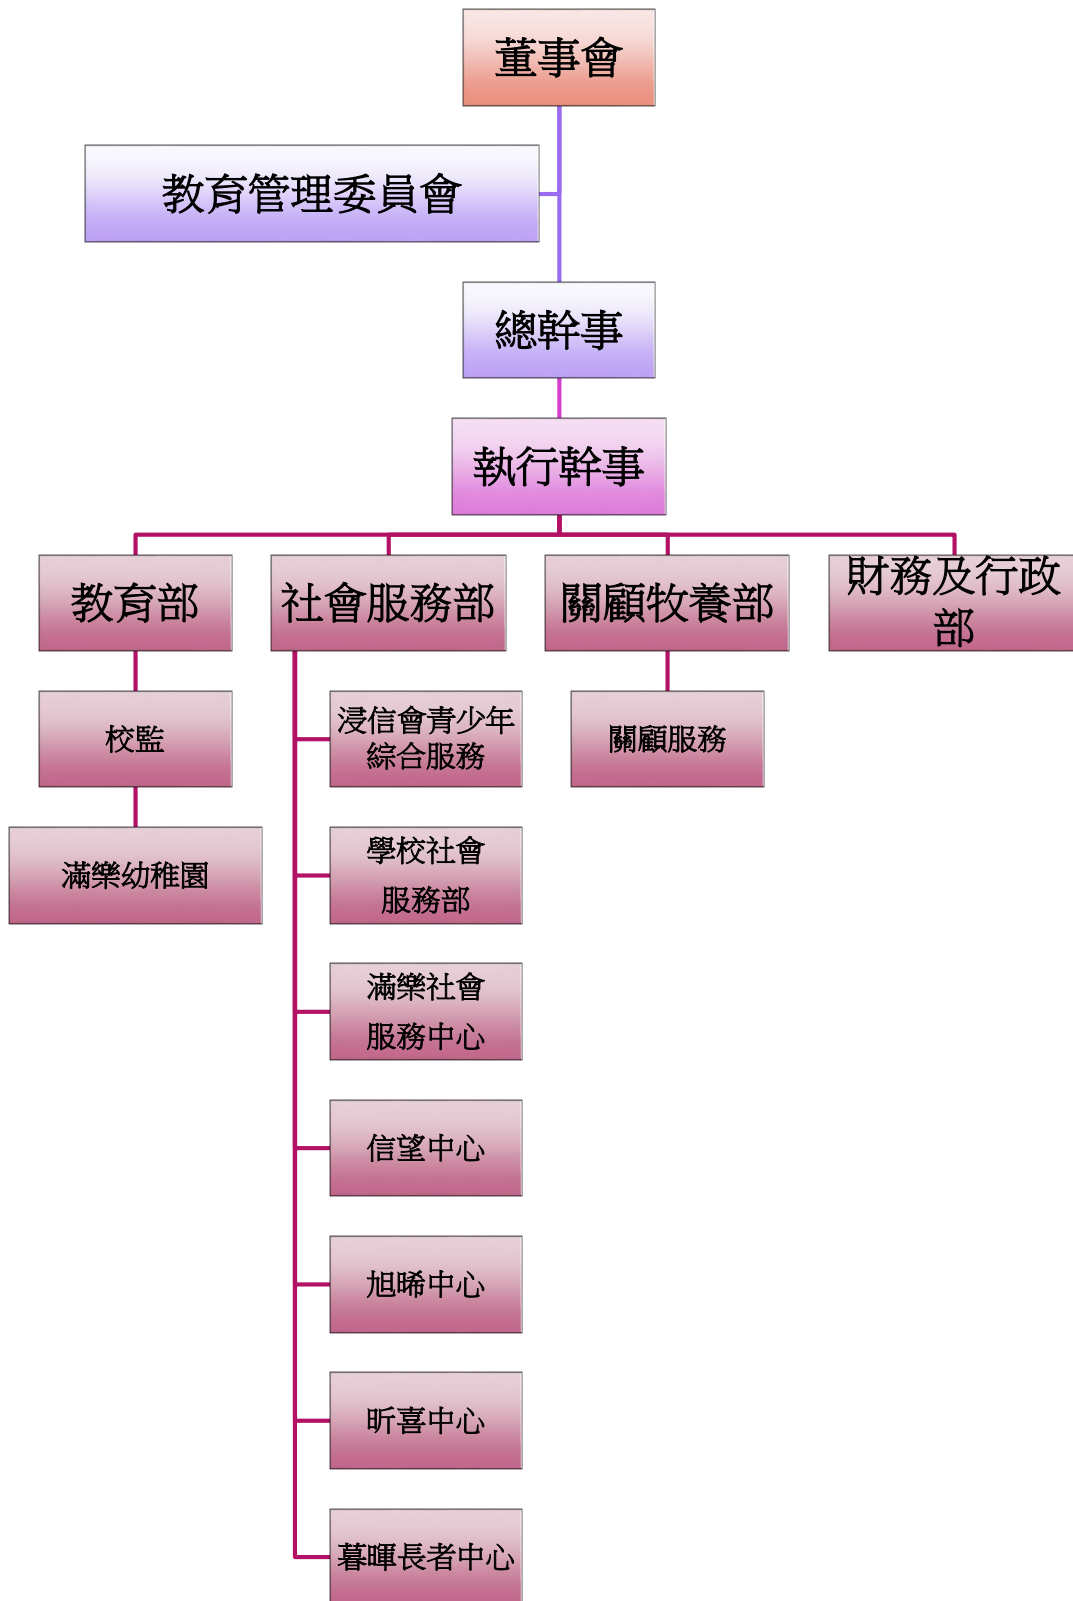 董事會
教育管理委員會
總幹事
執行幹事
教育部
社會服務部
關顧牧養部
財務及行政
部
校監
浸信會青少年
綜合服務
關顧服務
滿樂幼稚園
學校社會
服務部
滿樂社會
服務中心
信望中心
旭晞中心
昕喜中心
暮暉長者中心